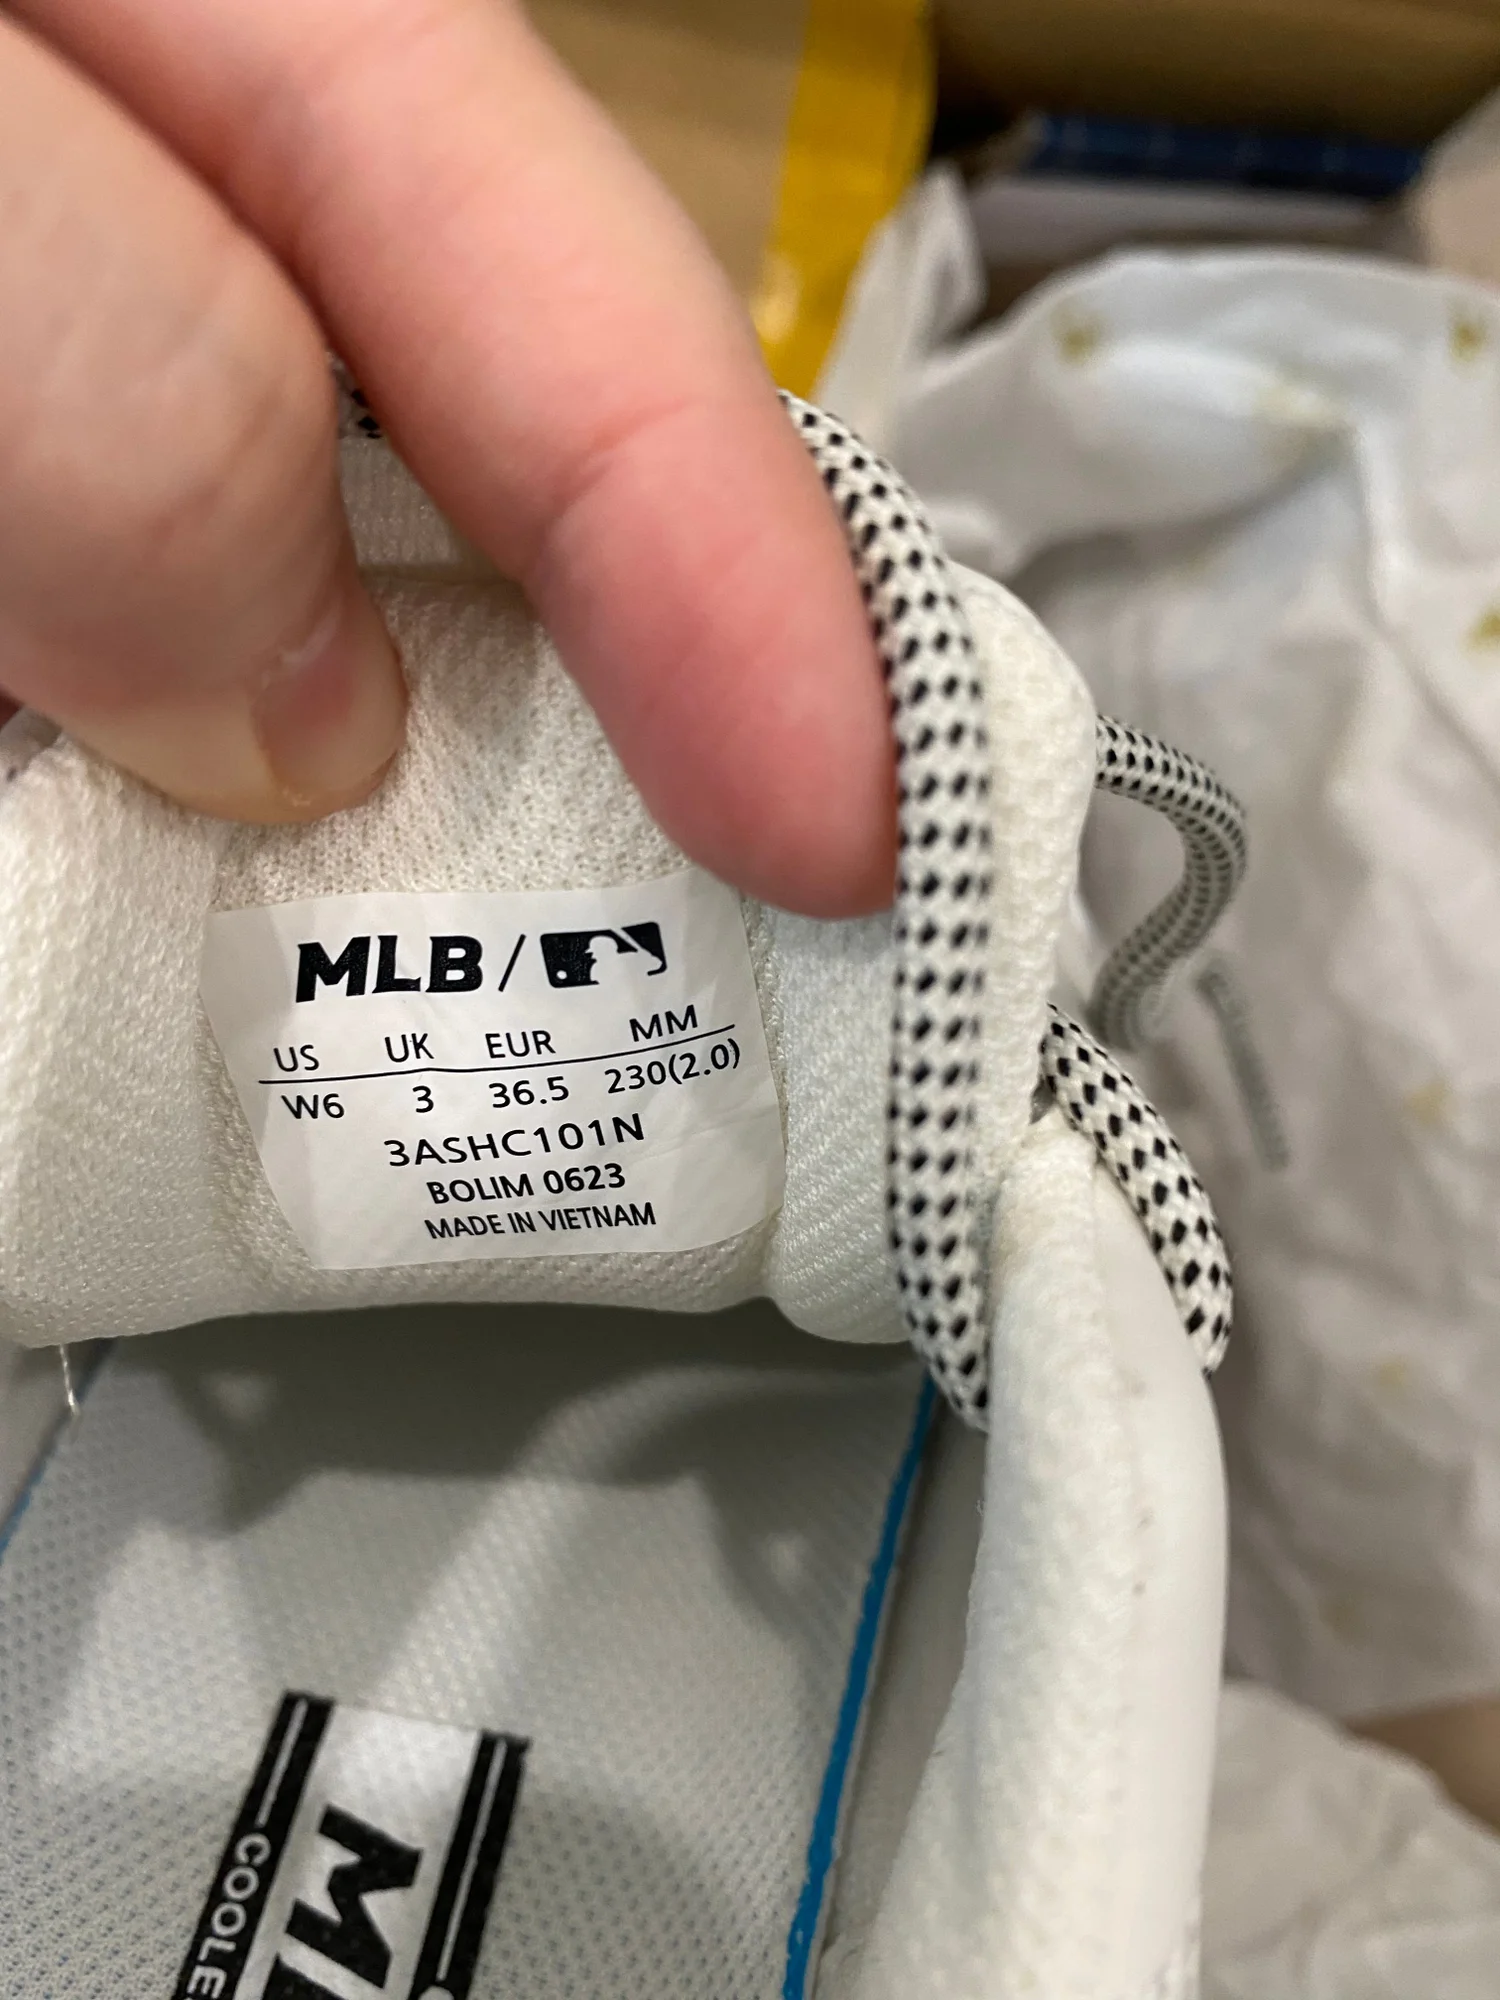 MLB /
US UK EUR MM
W6 3 36.5 230(2.0)
3ASHC101N
BOLIM 0623
MADE IN VIETNAM